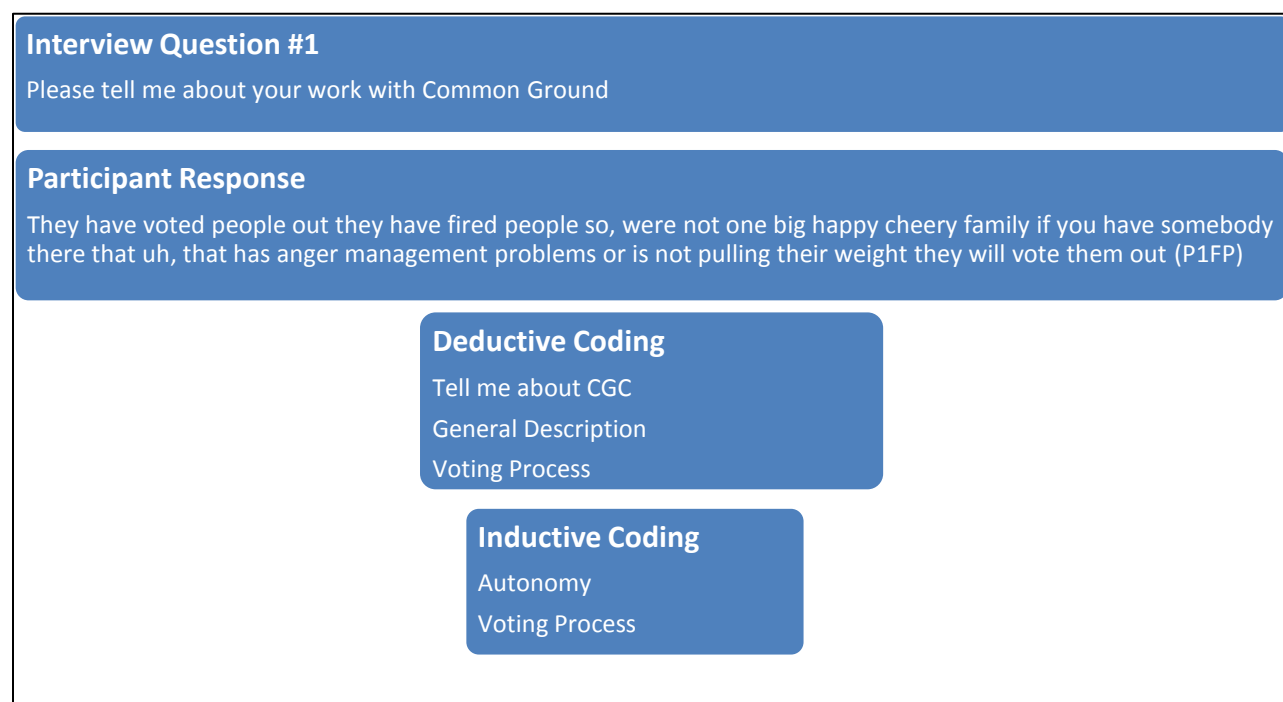 Interview Question #1
Please tell me about your work with Common Ground
Participant Response
They have voted people out they have fired people so, were not one big happy cheery family if you have somebody
there that uh, that has anger management problems or is not pulling their weight they will vote them out (P1FP)
Deductive Coding
Tell me about CGC
General Description
Voting Process
Inductive Coding
Autonomy
Voting Process